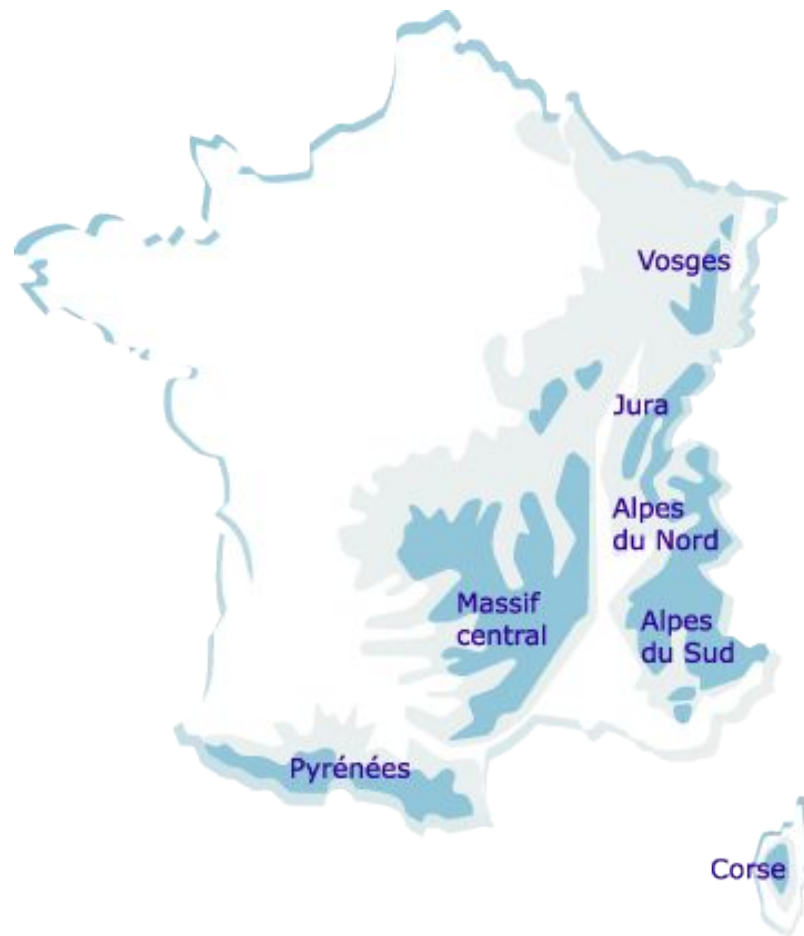 Vosges
Jura
Alpes
du Nord
Massif
central
Alpes
du Sud
Pyrénées
Corse